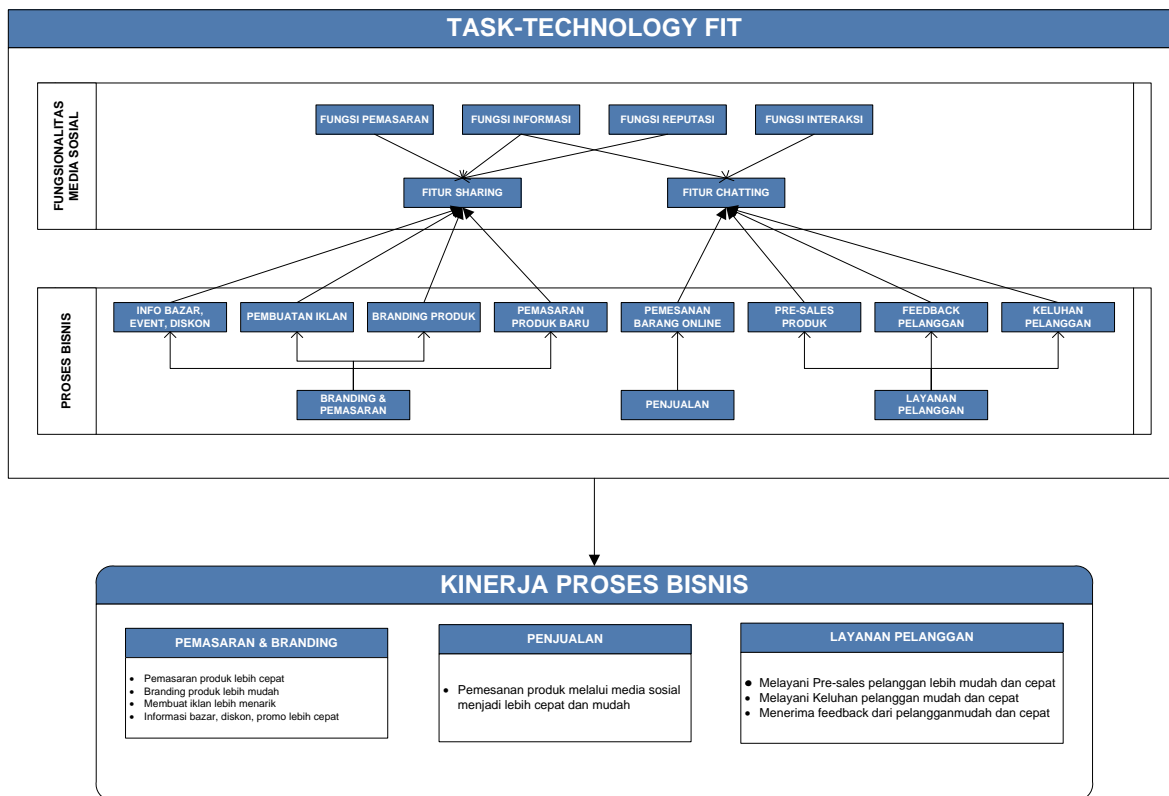 TASK-TECHNOLOGY FIT
FUNGSIONALITAS
MEDIA SOSIAL
FUNGSI PEMASARAN
FUNGSI INFORMASI
FUNGSI REPUTASI
FUNGSI INTERAKSI
FITUR SHARING
FITUR CHATTING
PROSES BISNIS
INFO BAZAR,
EVENT, DISKON
PEMBUATAN IKLAN
BRANDING PRODUK
PEMASARAN
PRODUK BARU
PEMESANAN
BARANG ONLINE
PRE-SALES
PRODUK
FEEDBACK
PELANGGAN
KELUHAN
PELANGGAN
BRANDING &
PEMASARAN
PENJUALAN
LAYANAN
PELANGGAN
KINERJA PROSES BISNIS
PEMASARAN & BRANDING
• Pemasaran produk lebih cepat
• Branding produk lebih mudah
• Membuat iklan lebih menarik
• Informasi bazar, diskon, promo lebih cepat
PENJUALAN
• Pemesanan produk melalui media sosial
menjadi lebih cepat dan mudah
LAYANAN PELANGGAN
• Melayani Pre-sales pelanggan lebih mudah dan cepat
• Melayani Keluhan pelanggan mudah dan cepat
• Menerima feedback dari pelangganmudah dan cepat